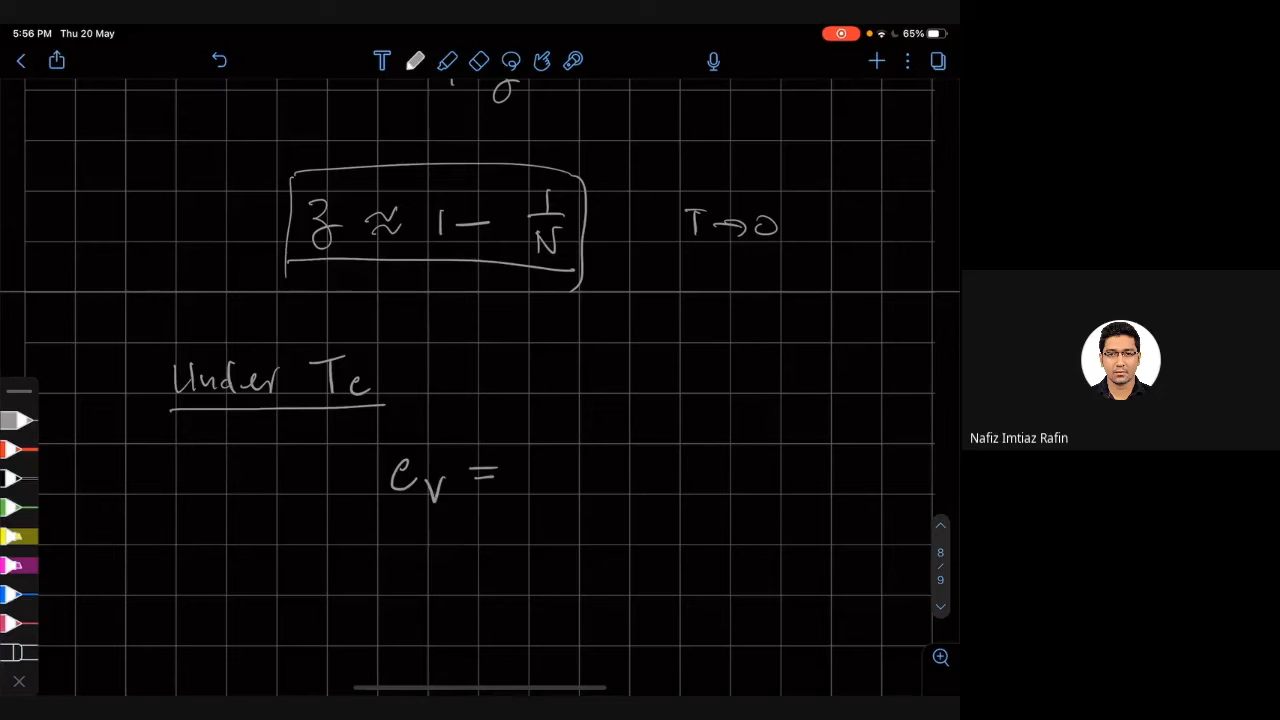 5:56 PM Thu 20 May 65%
T
z ≈ 1 - 1/N T → 0
Under Tc
Nafiz Imtiaz Rafin
Cv =
8
/
9